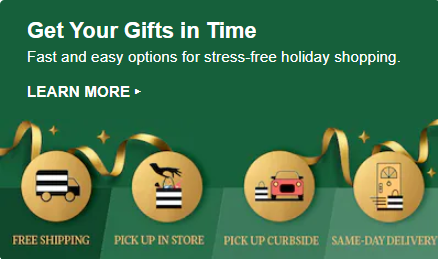 Get Your Gifts in Time
Fast and easy options for stress-free holiday shopping.
LEARN MORE ▸
FREE SHIPPING
PICK UP IN STORE
PICK UP CURBSIDE
SAME-DAY DELIVERY